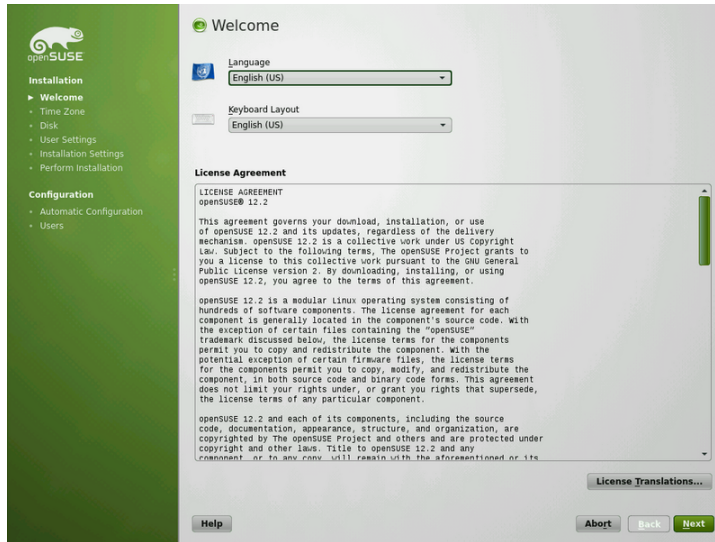 openSUSE
Installation
Welcome
Time Zone
Disk
User Settings
Installation Settings
Perform Installation
Configuration
Automatic Configuration
Users
Welcome
Language
English (US)
Keyboard Layout
English (US)
License Agreement
LICENSE AGREEMENT
openSUSE® 12.2
This agreement governs your download, installation, or use
of openSUSE 12.2 and its updates, regardless of the delivery
mechanism. openSUSE 12.2 is a collective work under US Copyright
Law. Subject to the following terms, The openSUSE Project grants to
you a license to this collective work pursuant to the GNU General
Public License version 2. By downloading, installing, or using
openSUSE 12.2, you agree to the terms of this agreement.
openSUSE 12.2 is a modular Linux operating system consisting of
hundreds of software components. The license agreement for each
component is generally located in the component's source code. With
the exception of certain files containing the "openSUSE"
trademark discussed below, the license terms for the components
permit you to copy and redistribute the component. With the
potential exception of certain firmware files, the license terms
for the components permit you to copy, modify, and redistribute the
component, in both source code and binary code forms. This agreement
does not limit your rights under, or grant you rights that supersede,
the license terms of any particular component.
openSUSE 12.2 and each of its components, including the source
code, documentation, appearance, structure, and organization, are
copyrighted by The openSUSE Project and others and are protected under
copyright and other laws. Title to openSUSE 12.2 and any
component, or to any copy, will remain with the aforementioned or its
License Translations...
Help
Abort
Back
Next